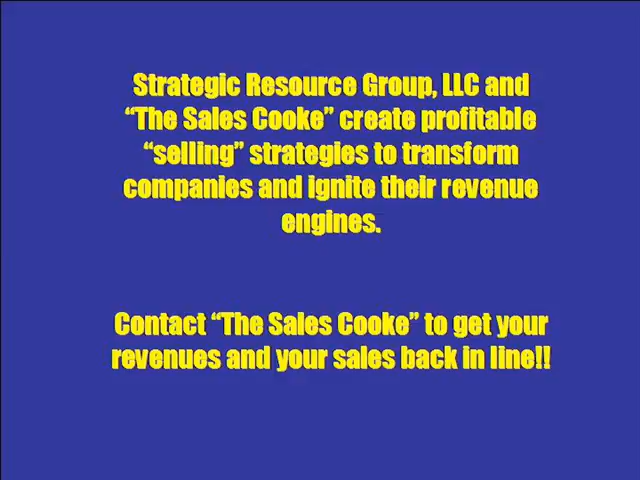 Strategic Resource Group, LLC and
“The Sales Cooke” create profitable
“selling” strategies to transform
companies and ignite their revenue
engines.
Contact “The Sales Cooke” to get your
revenues and your sales back in line!!